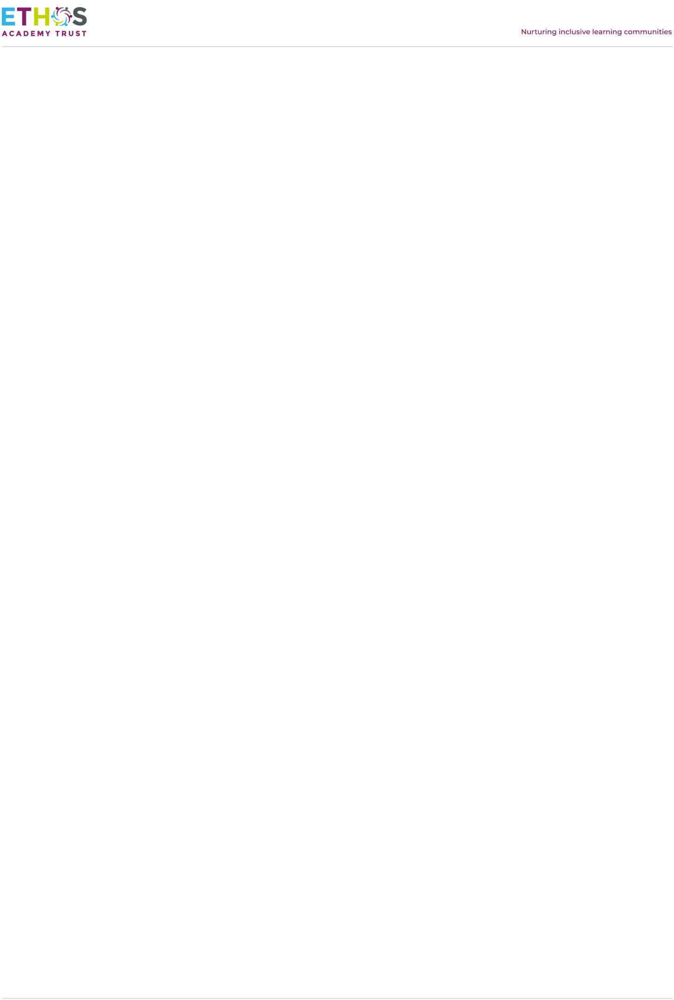 ETHOS
ACADEMY TRUST
Nurturing inclusive learning communities